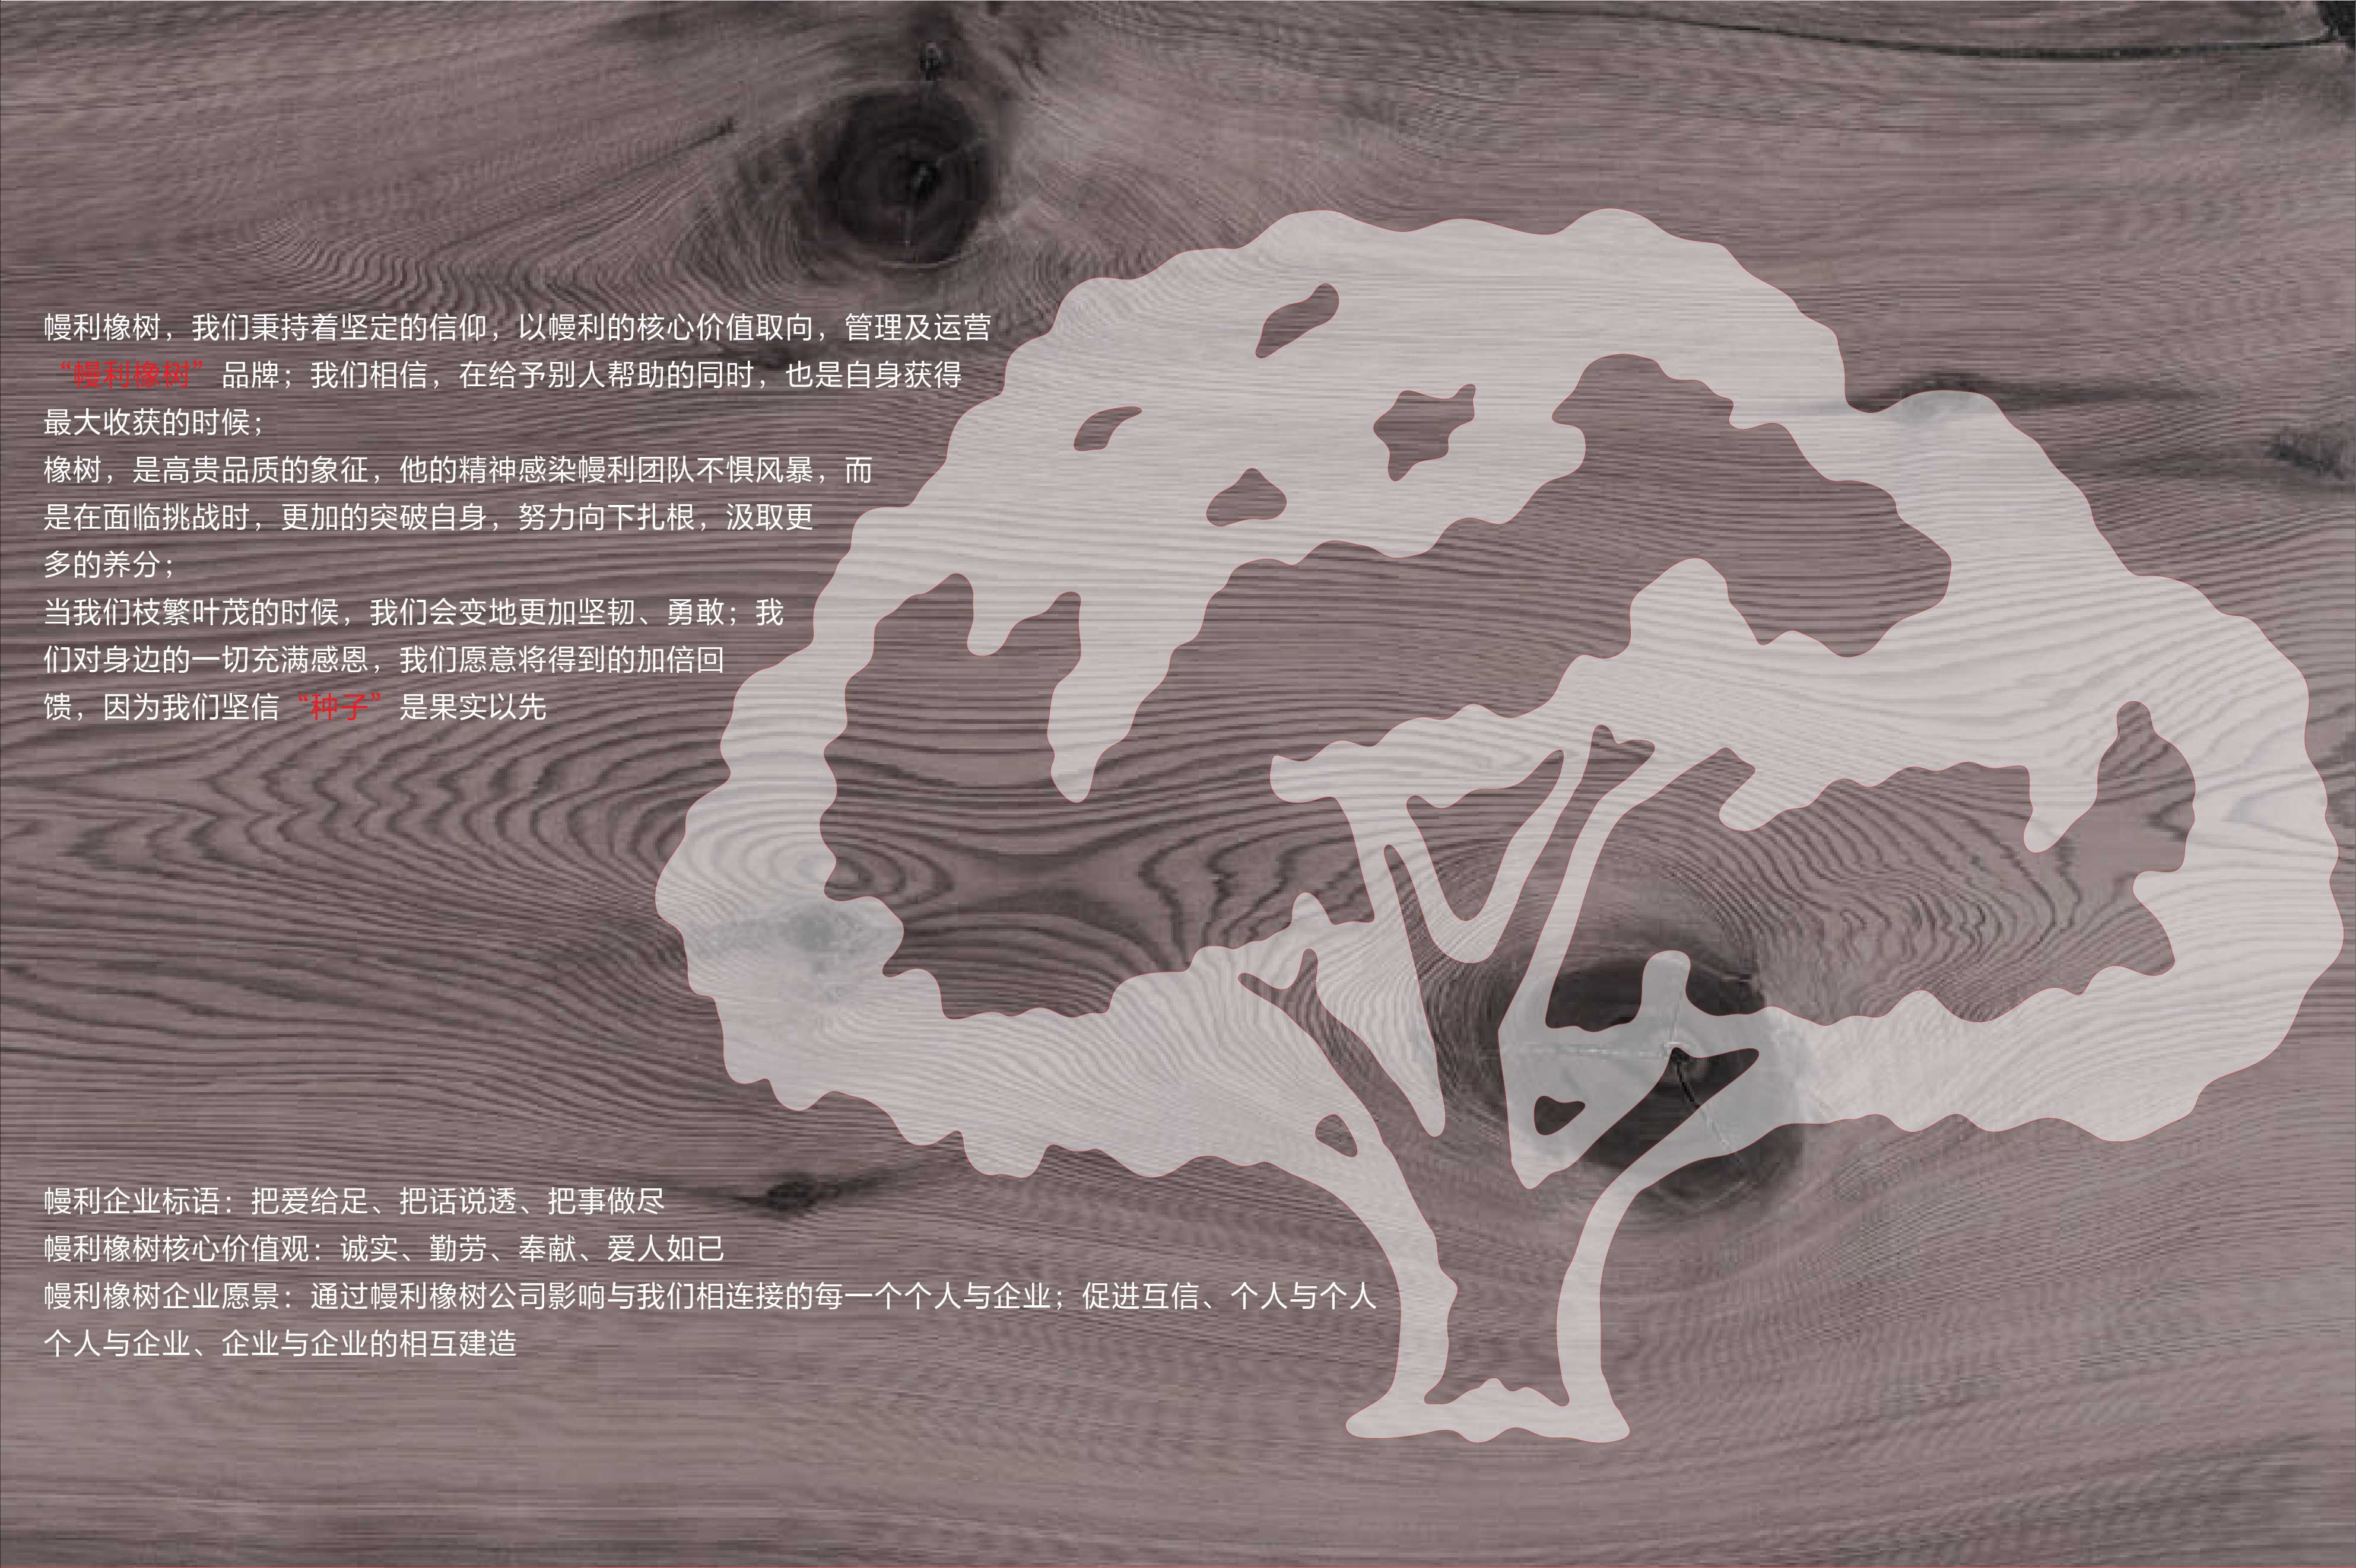 幔利橡树，我们秉持着坚定的信仰，以幔利的核心价值取向，管理及运营
“幔利橡树”品牌；我们相信，在给予别人帮助的同时，也是自身获得
最大收获的时候；
橡树，是高贵品质的象征，他的精神感染幔利团队不惧风暴，而
是在面临挑战时，更加的突破自身，努力向下扎根，汲取更
多的养分；
当我们枝繁叶茂的时候，我们会变地更加坚韧、勇敢；我
们对身边的一切充满感恩，我们愿意将得到的加倍回
馈，因为我们坚信“种子”是果实以先
幔利企业标语：把爱给足、把话说透、把事做尽
幔利橡树核心价值观：诚实、勤劳、奉献、爱人如已
幔利橡树企业愿景：通过幔利橡树公司影响与我们相连接的每一个个人与企业；促进互信、个人与个人
个人与企业、企业与企业的相互建造